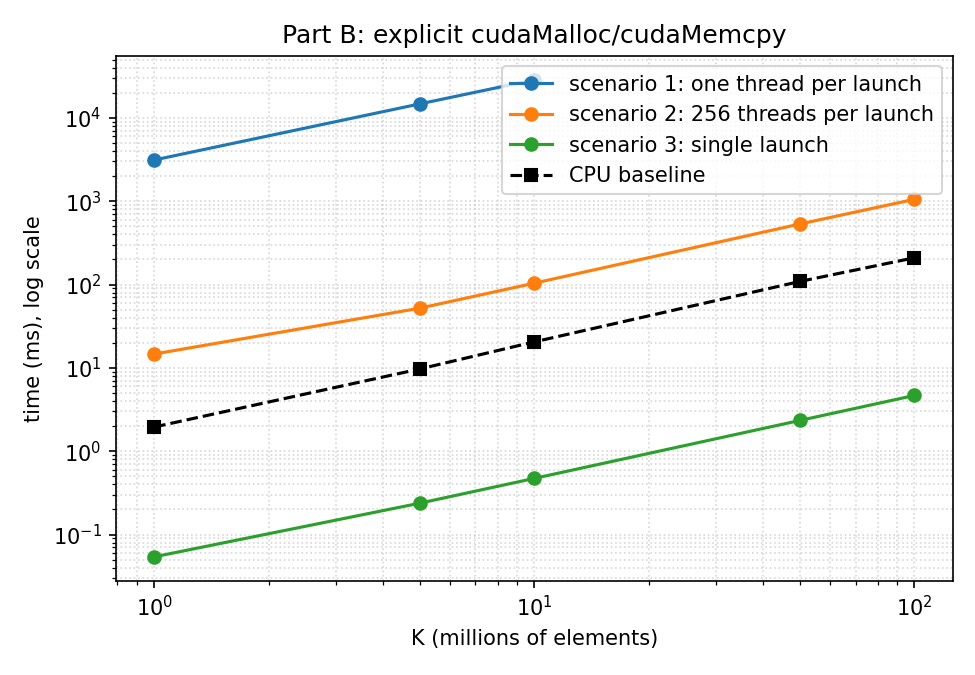 Part B: explicit cudaMalloc/cudaMemcpy
scenario 1: one thread per launch
scenario 2: 256 threads per launch
scenario 3: single launch
CPU baseline
time (ms), log scale
10⁴
10³
10²
10¹
10⁰
10⁻¹
10⁰ 10¹ 10²
K (millions of elements)